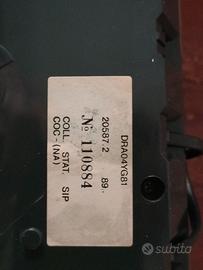 DRA04YG81
20587.2 89..
№ 110884
COLL. STAT. SIP
COC-(NA)
subito